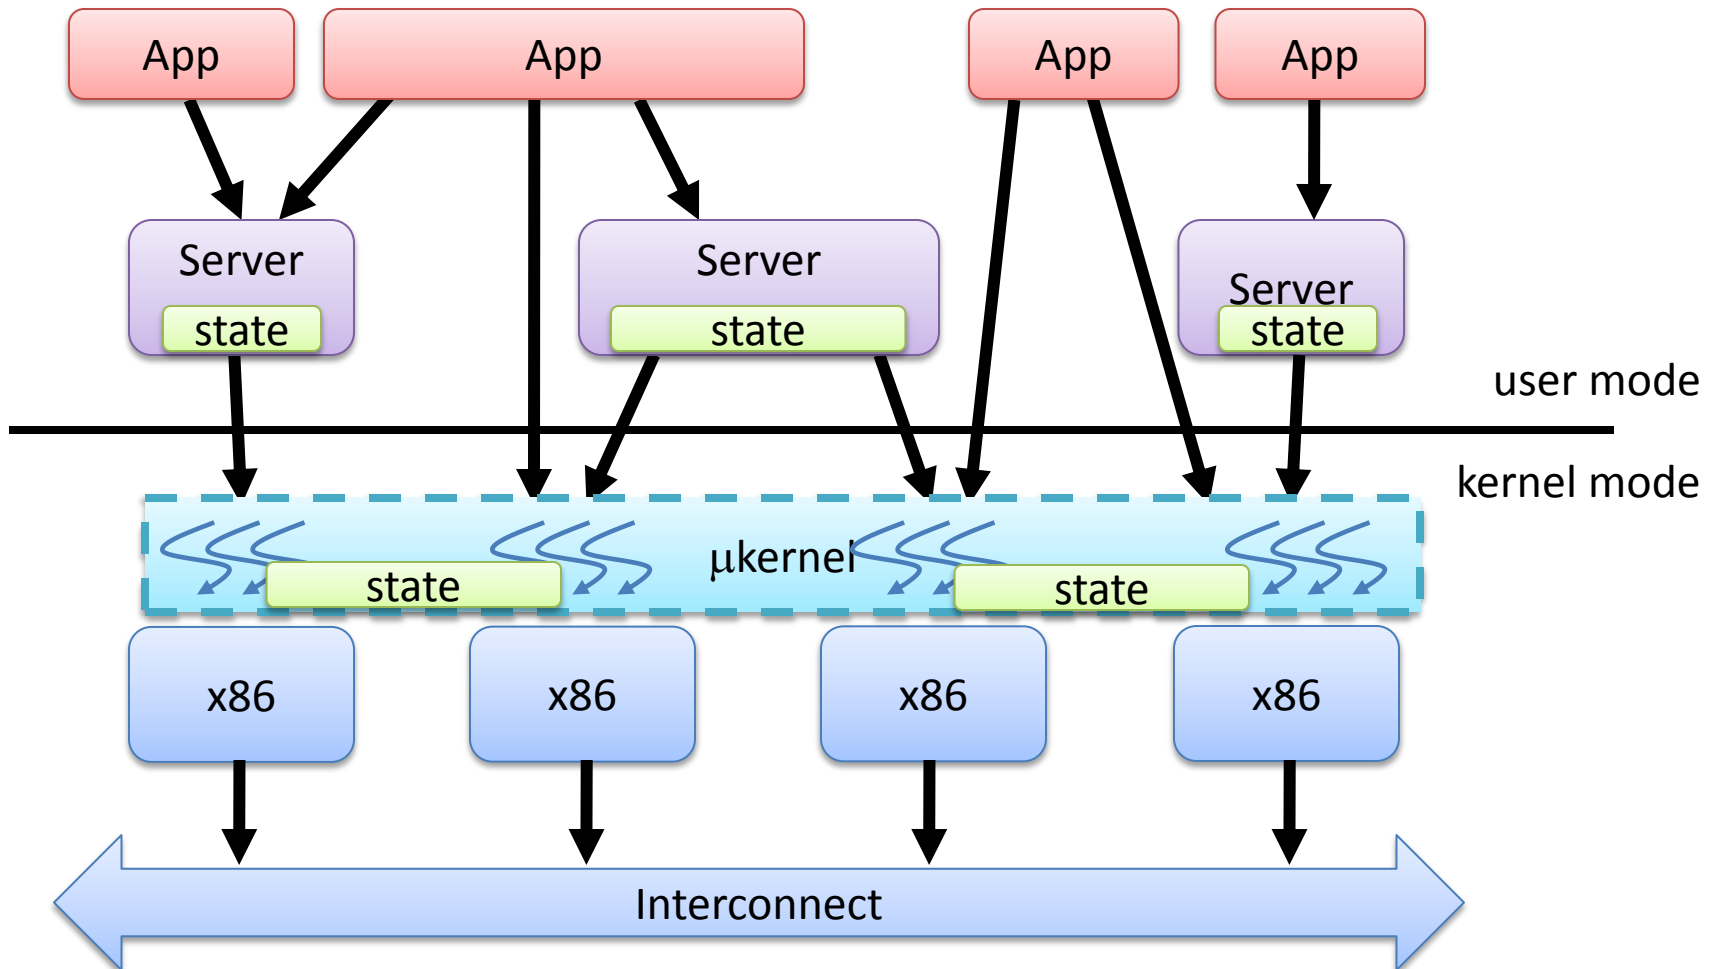 App
App
App
App
Server
state
Server
state
Server
state
user mode
kernel mode
μkernel
state
state
x86
x86
x86
x86
Interconnect